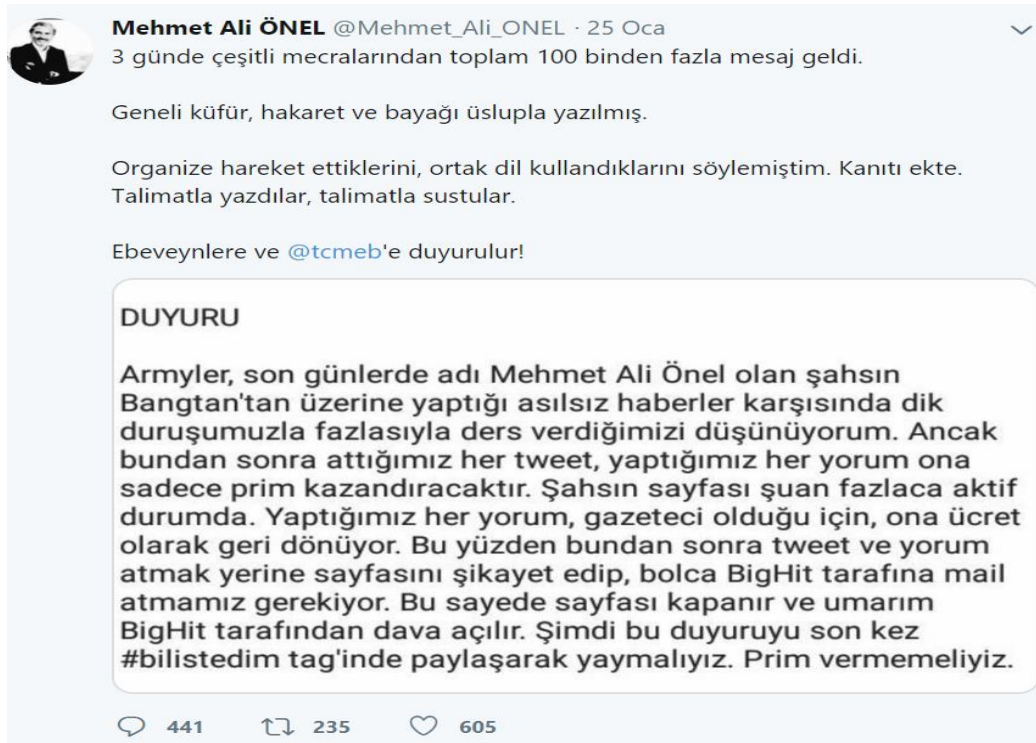 Mehmet Ali ÖNEL @Mehmet_Ali_ONEL · 25 Oca
3 günde çeşitli mecralarından toplam 100 binden fazla mesaj geldi.
Geneli küfür, hakaret ve bayağı üslupla yazılmış.
Organize hareket ettiklerini, ortak dil kullandıklarını söylemiştim. Kanıtı ekte.
Talimatla yazdılar, talimatla sustular.
Ebeveynlere ve @tcmeb'e duyurulur!
DUYURU
Armyler, son günlerde adı Mehmet Ali Önel olan şahsın
Bangtan'tan üzerine yaptığı asılsız haberler karşısında dik
duruşumuzla fazlasıyla ders verdiğimizi düşünüyorum. Ancak
bundan sonra attığımız her tweet, yaptığımız her yorum ona
sadece prim kazandıracaktır. Şahsın sayfası şuan fazlaca aktif
durumda. Yaptığımız her yorum, gazeteci olduğu için, ona ücret
olarak geri dönüyor. Bu yüzden bundan sonra tweet ve yorum
atmak yerine sayfasını şikayet edip, bolca BigHit tarafına mail
atmamız gerekiyor. Bu sayede sayfası kapanır ve umarım
BigHit tarafından dava açılır. Şimdi bu duyuruyu son kez
#bilistedim tag'inde paylaşarak yaymalıyız. Prim vermemeliyiz.
441 235 605